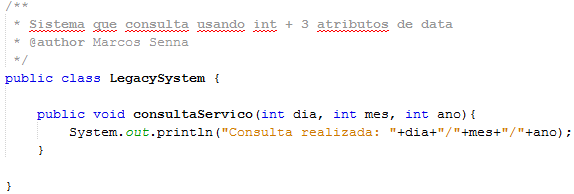 /**
 * Sistema que consulta usando int + 3 atributos de data
 * @author Marcos Senna
 */
public class LegacySystem {
    public void consultaServico(int dia, int mes, int ano){
        System.out.println("Consulta realizada: "+dia+"/"+mes+"/"+ano);
    }
}